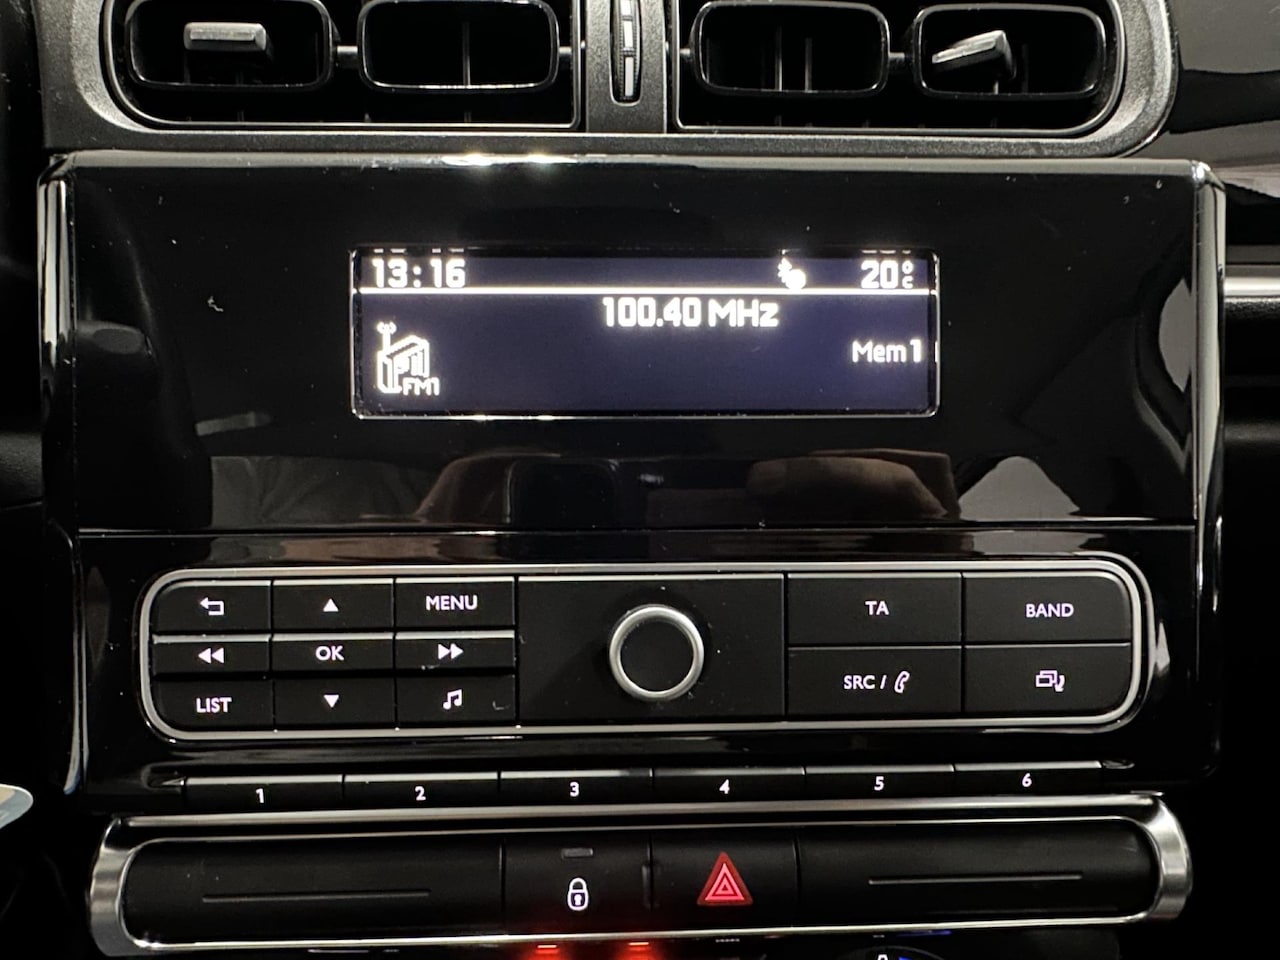 13:16
20°C
100.40 MHz
Mem 1
FM1
MENU
TA
BAND
OK
SRC /
LIST
1
2
3
4
5
6